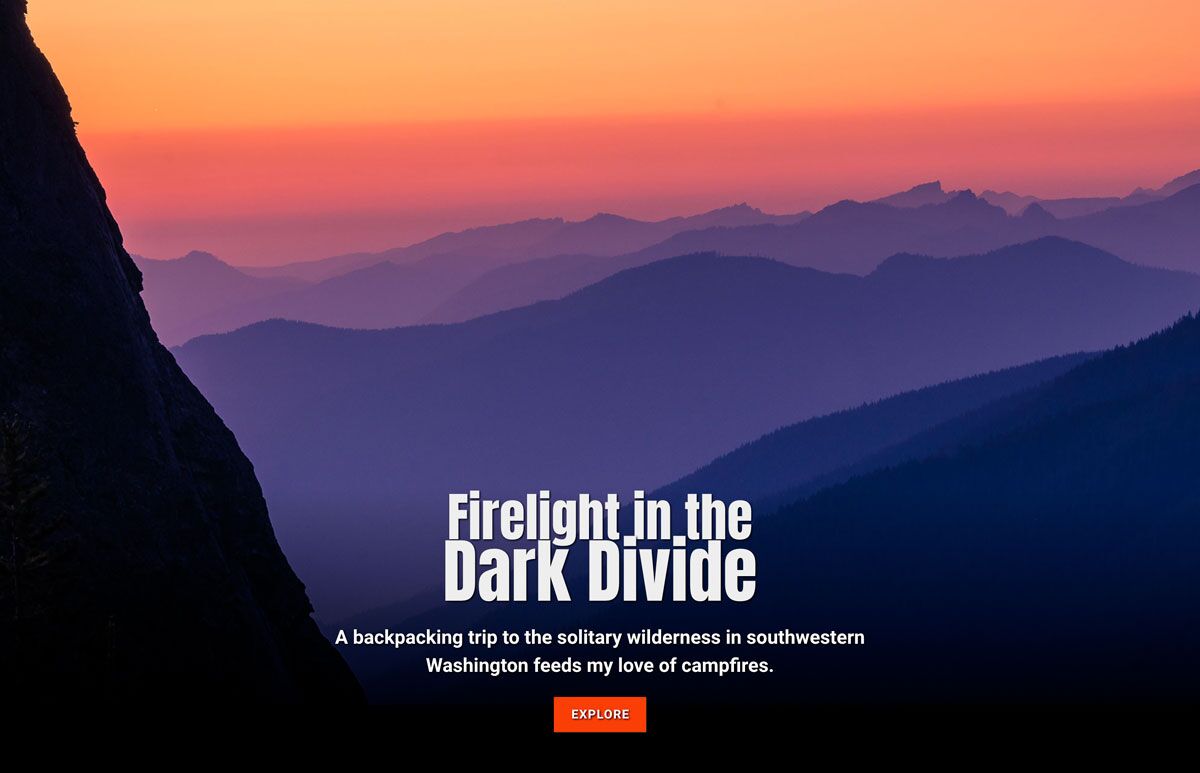 Firelight in the
Dark Divide
A backpacking trip to the solitary wilderness in southwestern
Washington feeds my love of campfires.
EXPLORE